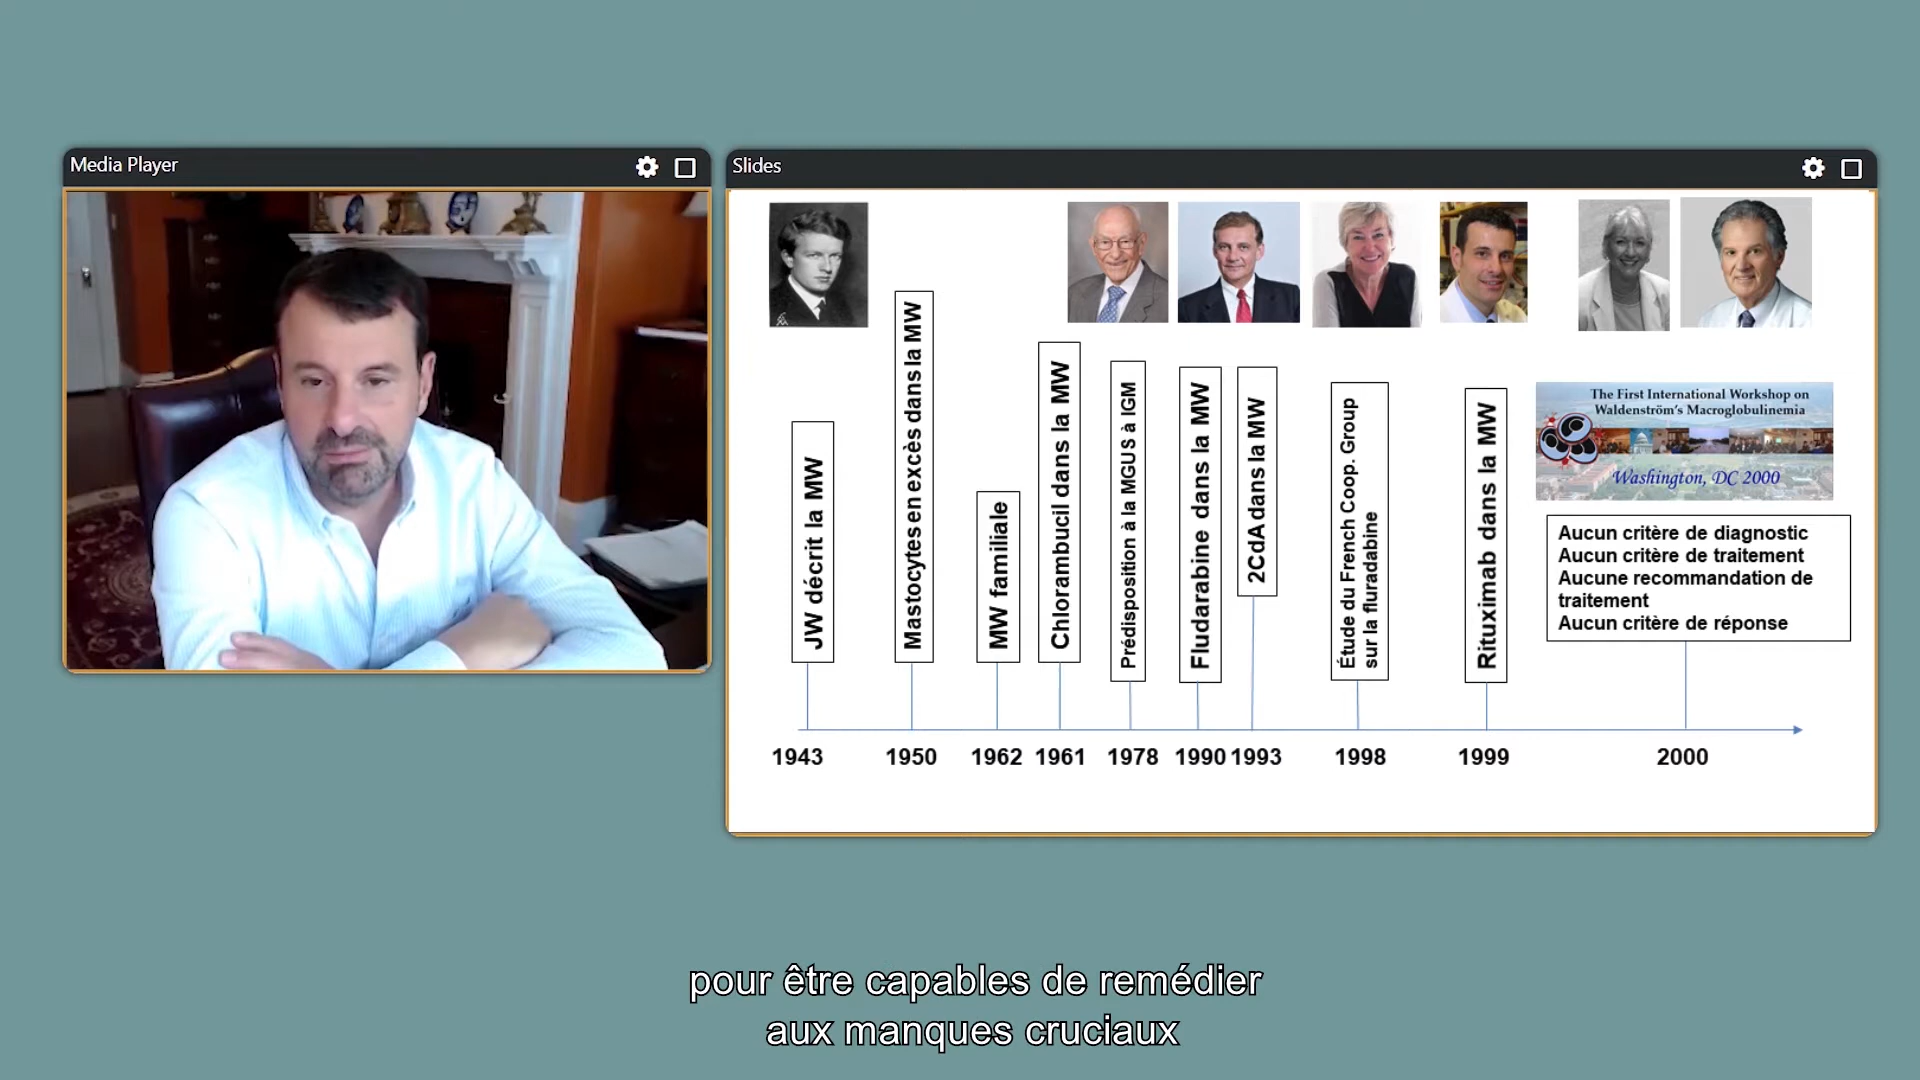 Media Player
Slides
JW décrit la MW
Mastocytes en excès dans la MW
MW familiale
Chlorambucil dans la MW
Prédisposition à la MGUS à IGM
Fludarabine dans la MW
2CdA dans la MW
Étude du French Coop. Group
sur la fluradabine
Rituximab dans la MW
The First International Workshop on
Waldenström's Macroglobulinemia
Washington, DC 2000
Aucun critère de diagnostic
Aucun critère de traitement
Aucune recommandation de
traitement
Aucun critère de réponse
1943 1950 1962 1961 1978 1990 1993 1998 1999 2000
pour être capables de remédier
aux manques cruciaux